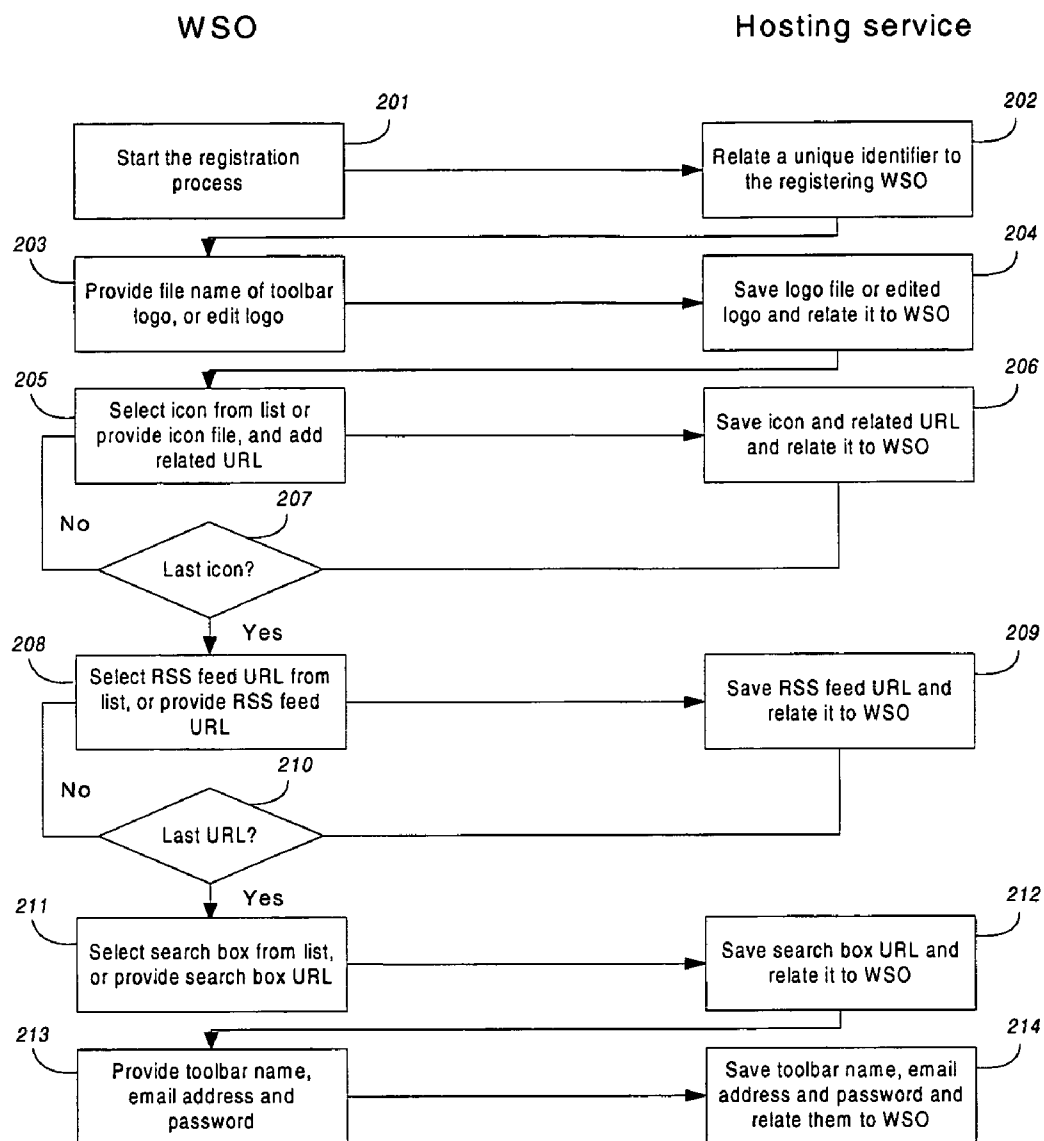 WSO
Hosting service
201
202
Start the registration
process
Relate a unique identifier to
the registering WSO
203
204
Provide file name of toolbar
logo, or edit logo
Save logo file or edited
logo and relate it to WSO
205
206
Select icon from list or
provide icon file, and add
related URL
Save icon and related URL
and relate it to WSO
207
No
Last icon?
Yes
208
209
Select RSS feed URL from
list, or provide RSS feed
URL
Save RSS feed URL and
relate it to WSO
210
No
Last URL?
Yes
211
212
Select search box from list,
or provide search box URL
Save search box URL and
relate it to WSO
213
214
Provide toolbar name,
email address and
password
Save toolbar name, email
address and password and
relate them to WSO